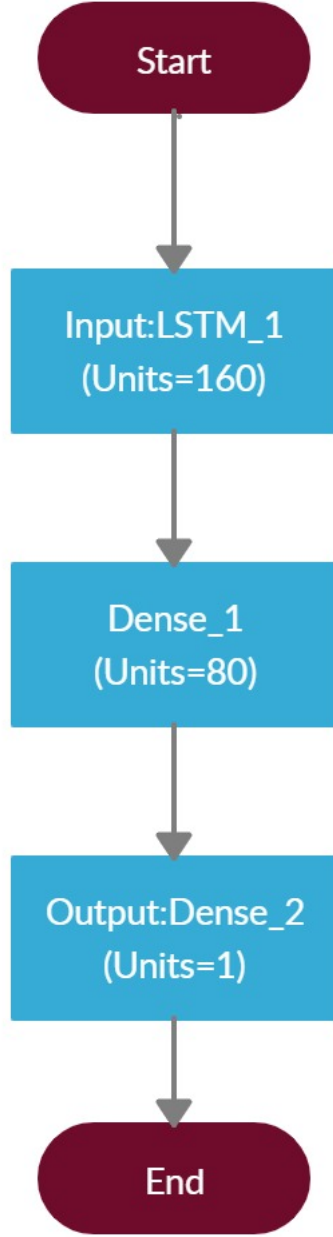 Start
Input:LSTM_1
(Units=160)
Dense_1
(Units=80)
Output:Dense_2
(Units=1)
End